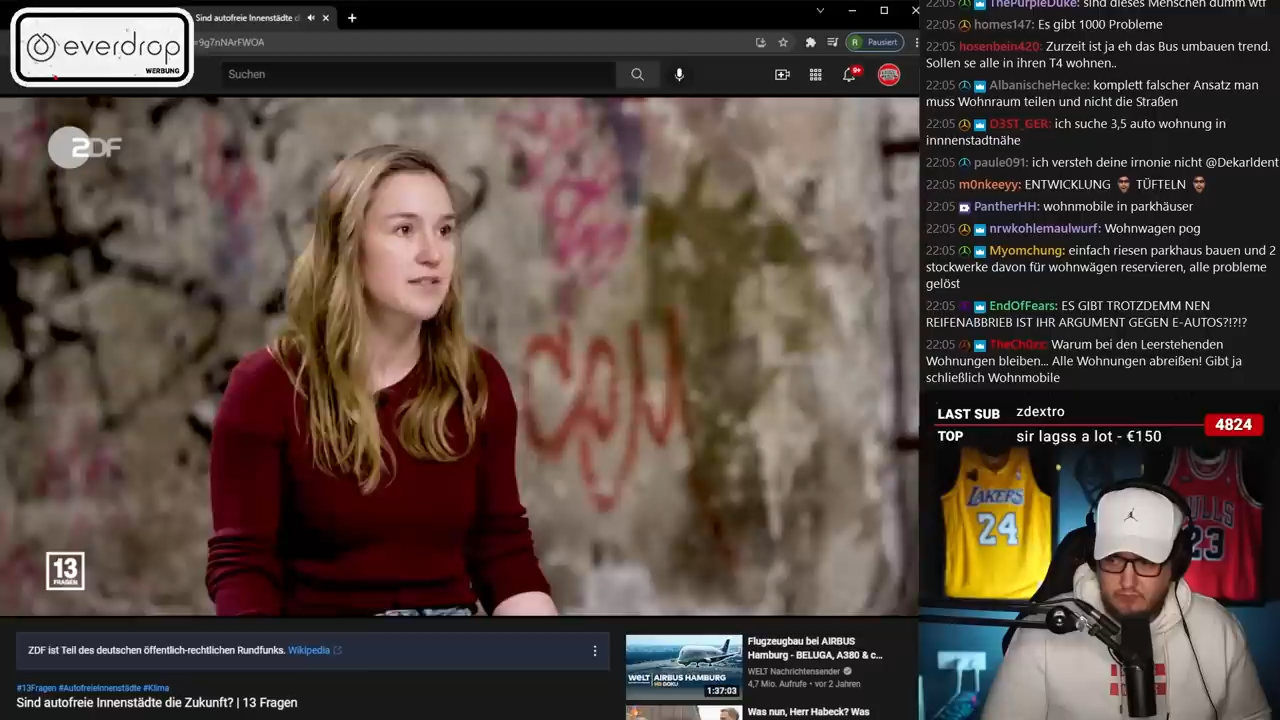 everdrop
WERBUNG
Sind autofreie Innenstädte d
=9g7nNArFWOA
R Pausiert
Suchen
9+
ZDF
13
FRAGEN
ZDF ist Teil des deutschen öffentlich-rechtlichen Rundfunks. Wikipedia
#13Fragen #AutofreieInnenstädte #Klima
Sind autofreie Innenstädte die Zukunft? | 13 Fragen
WELT AIRBUS HAMBURG
HD DOKU
1:37:03
Flugzeugbau bei AIRBUS
Hamburg - BELUGA, A380 & c...
WELT Nachrichtensender
4,7 Mio. Aufrufe • vor 2 Jahren
Was nun, Herr Habeck? Was
ThePurpleDuke: sind dieses Menschen dumm wtf
22:05 homes147: Es gibt 1000 Probleme
22:05 hosenbein420: Zurzeit ist ja eh das Bus umbauen trend.
Sollen se alle in ihren T4 wohnen..
22:05 AlbanischeHecke: komplett falscher Ansatz man
muss Wohnraum teilen und nicht die Straßen
22:05 D3ST_GER: ich suche 3,5 auto wohnung in
innnenstadtnähe
22:05 paule091: ich versteh deine irnonie nicht @Dekarldent
22:05 m0nkeeyy: ENTWICKLUNG TÜFTELN
22:05 PantherHH: wohnmobile in parkhäuser
22:05 nrwkohlemaulwurf: Wohnwagen pog
22:05 Myomchung: einfach riesen parkhaus bauen und 2
stockwerke davon für wohnwägen reservieren, alle probleme
gelöst
22:05 EndOfFears: ES GIBT TROTZDEMM NEN
REIFENABBRIEB IST IHR ARGUMENT GEGEN E-AUTOS?!?!?
22:05 TheCh0rs: Warum bei den Leerstehenden
Wohnungen bleiben... Alle Wohnungen abreißen! Gibt ja
schließlich Wohnmobile
LAST SUB zdextro
4824
TOP sir lagss a lot - €150
LAKERS
24
BULLS
23